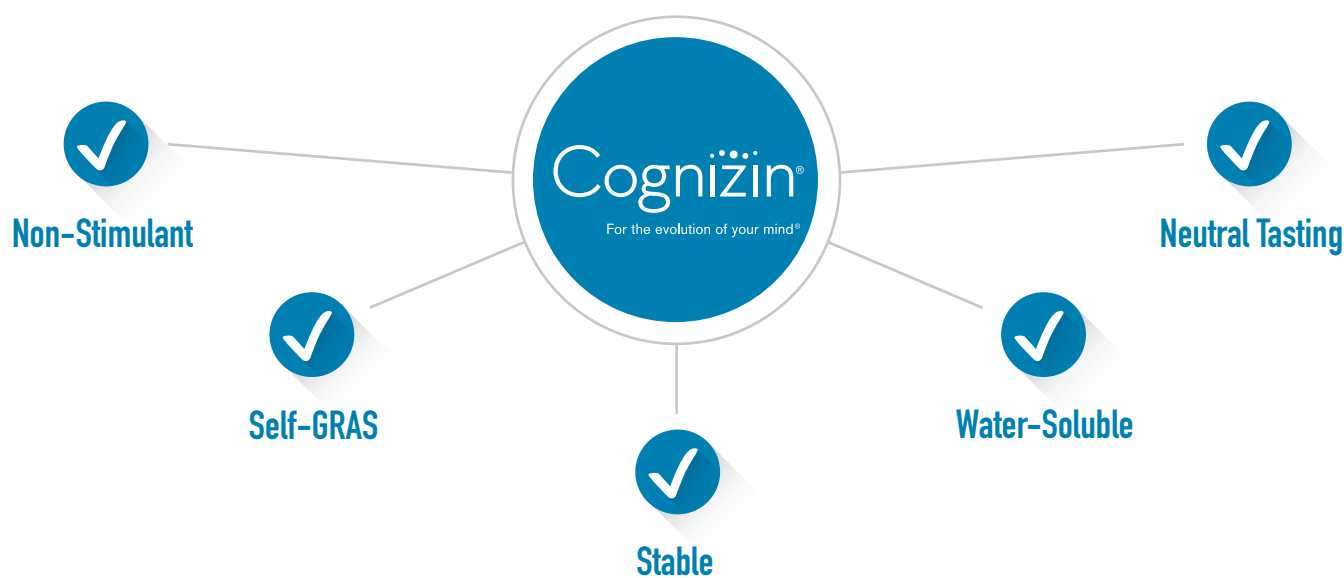 Cognizin®
For the evolution of your mind®
Non-Stimulant
Neutral Tasting
Self-GRAS
Water-Soluble
Stable